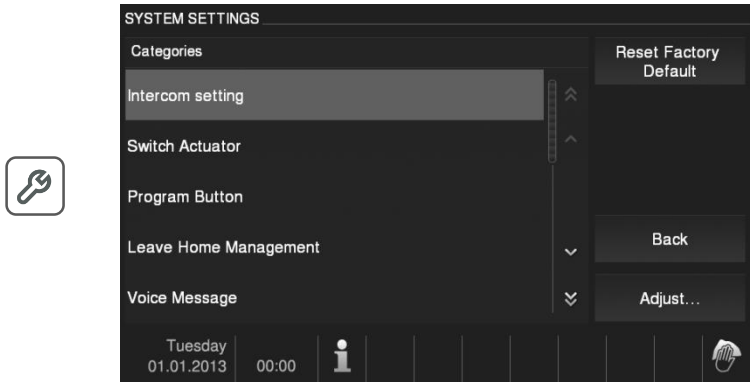 SYSTEM SETTINGS
Categories
Reset Factory
Default
Intercom setting
Switch Actuator
Program Button
Leave Home Management
Back
Voice Message
Adjust...
Tuesday
01.01.2013
00:00